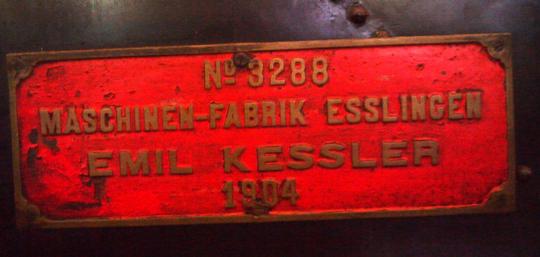 No 3288
MASCHINEN-FABRIK ESSLINGEN
EMIL KESSLER
1904